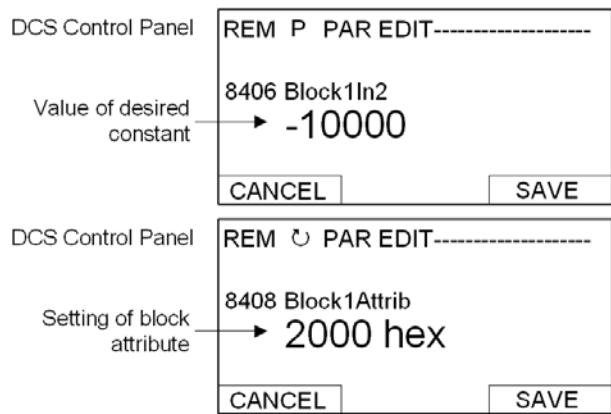 DCS Control Panel
REM P PAR EDIT--------------------
8406 Block1In2
Value of desired
constant
-10000
CANCEL
SAVE
DCS Control Panel
REM ↻ PAR EDIT--------------------
8408 Block1Attrib
Setting of block
attribute
2000 hex
CANCEL
SAVE